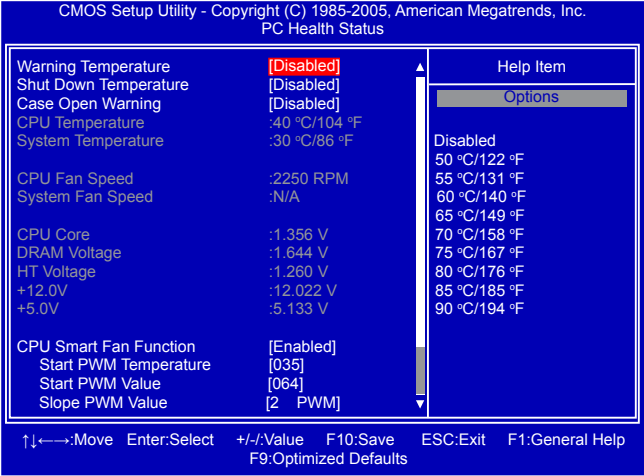 CMOS Setup Utility - Copyright (C) 1985-2005, American Megatrends, Inc.
PC Health Status
Warning Temperature [Disabled]
Shut Down Temperature [Disabled]
Case Open Warning [Disabled]
CPU Temperature :40 °C/104 °F
System Temperature :30 °C/86 °F
CPU Fan Speed :2250 RPM
System Fan Speed :N/A
CPU Core :1.356 V
DRAM Voltage :1.644 V
HT Voltage :1.260 V
+12.0V :12.022 V
+5.0V :5.133 V
CPU Smart Fan Function [Enabled]
Start PWM Temperature [035]
Start PWM Value [064]
Slope PWM Value [2 PWM]
Help Item
Options
Disabled
50 °C/122 °F
55 °C/131 °F
60 °C/140 °F
65 °C/149 °F
70 °C/158 °F
75 °C/167 °F
80 °C/176 °F
85 °C/185 °F
90 °C/194 °F
↑↓←→:Move Enter:Select +/-/:Value F10:Save ESC:Exit F1:General Help
F9:Optimized Defaults